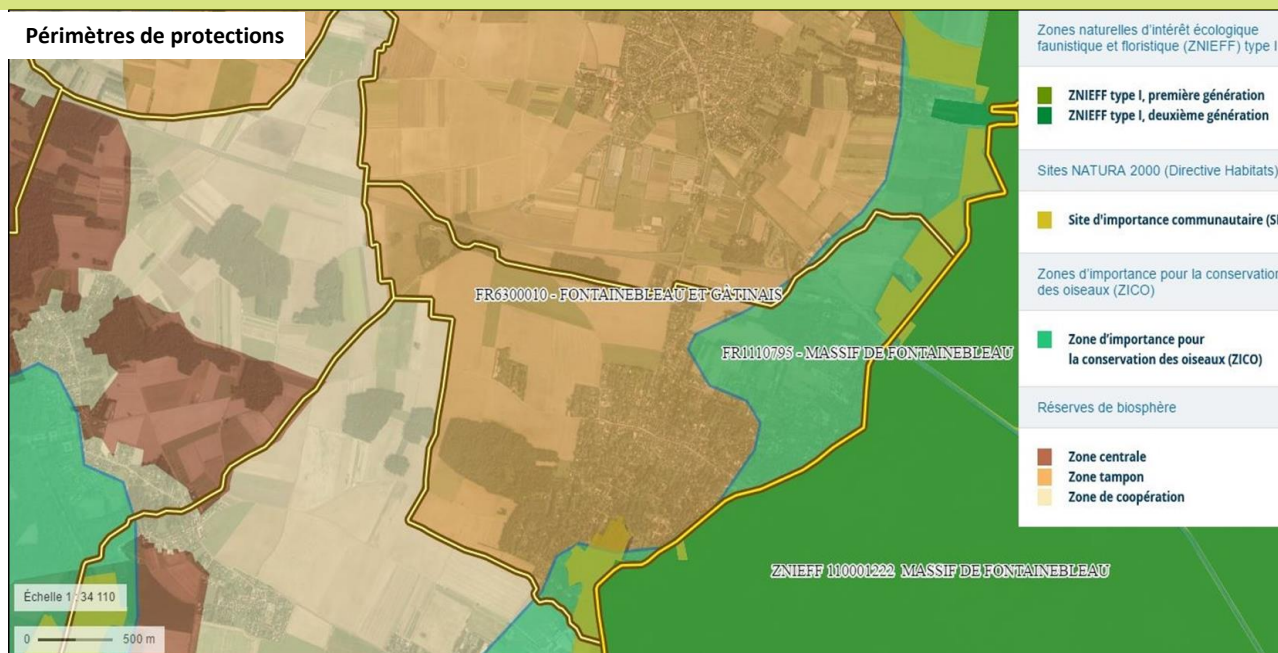 Périmètres de protections
Zones naturelles d'intérêt écologique
faunistique et floristique (ZNIEFF) type I
ZNIEFF type I, première génération
ZNIEFF type I, deuxième génération
Sites NATURA 2000 (Directive Habitats)
Site d'importance communautaire
Zones d'importance pour la conservation
des oiseaux (ZICO)
Zone d'importance pour
la conservation des oiseaux (ZICO)
Réserves de biosphère
Zone centrale
Zone tampon
Zone de coopération
FR6300010 - FONTAINEBLEAU ET GÂTINAIS
FR1110795 - MASSIF DE FONTAINEBLEAU
ZNIEFF 110001222 MASSIF DE FONTAINEBLEAU
Échelle 1 : 34 110
0 500 m